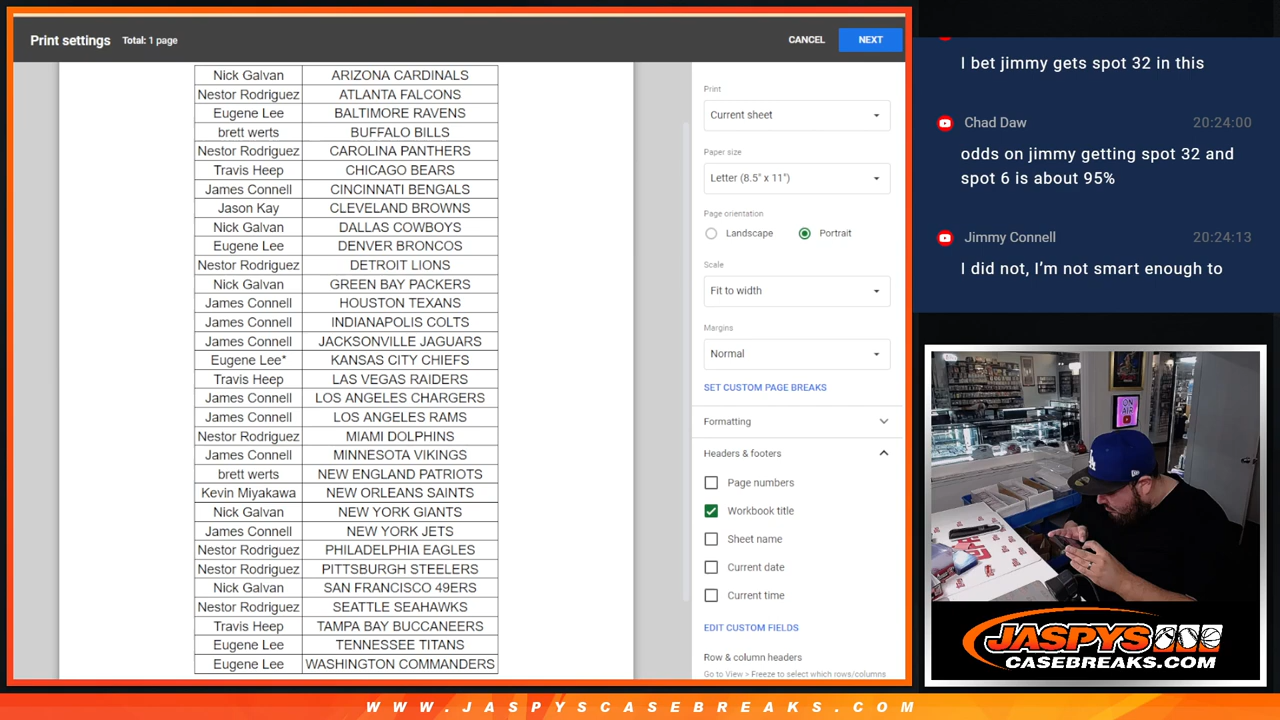 Print settings Total: 1 page CANCEL NEXT
Nick Galvan ARIZONA CARDINALS
Nestor Rodriguez ATLANTA FALCONS
Eugene Lee BALTIMORE RAVENS
brett werts BUFFALO BILLS
Nestor Rodriguez CAROLINA PANTHERS
Travis Heep CHICAGO BEARS
James Connell CINCINNATI BENGALS
Jason Kay CLEVELAND BROWNS
Nick Galvan DALLAS COWBOYS
Eugene Lee DENVER BRONCOS
Nestor Rodriguez DETROIT LIONS
Nick Galvan GREEN BAY PACKERS
James Connell HOUSTON TEXANS
James Connell INDIANAPOLIS COLTS
James Connell JACKSONVILLE JAGUARS
Eugene Lee* KANSAS CITY CHIEFS
Travis Heep LAS VEGAS RAIDERS
James Connell LOS ANGELES CHARGERS
James Connell LOS ANGELES RAMS
Nestor Rodriguez MIAMI DOLPHINS
James Connell MINNESOTA VIKINGS
brett werts NEW ENGLAND PATRIOTS
Kevin Miyakawa NEW ORLEANS SAINTS
Nick Galvan NEW YORK GIANTS
James Connell NEW YORK JETS
Nestor Rodriguez PHILADELPHIA EAGLES
Nestor Rodriguez PITTSBURGH STEELERS
Nick Galvan SAN FRANCISCO 49ERS
Nestor Rodriguez SEATTLE SEAHAWKS
Travis Heep TAMPA BAY BUCCANEERS
Eugene Lee TENNESSEE TITANS
Eugene Lee WASHINGTON COMMANDERS
Print
Current sheet
Paper size
Letter (8.5" x 11")
Page orientation
Landscape Portrait
Scale
Fit to width
Margins
Normal
SET CUSTOM PAGE BREAKS
Formatting
Headers & footers
Page numbers
Workbook title
Sheet name
Current date
Current time
EDIT CUSTOM FIELDS
Row & column headers
Go to View > Freeze to select which rows/columns
I bet jimmy gets spot 32 in this
Chad Daw 20:24:00
odds on jimmy getting spot 32 and
spot 6 is about 95%
Jimmy Connell 20:24:13
I did not, I'm not smart enough to
ON
AIR
JASPYS
CASEBREAKS.COM
WWW.JASPYSCASEBREAKS.COM